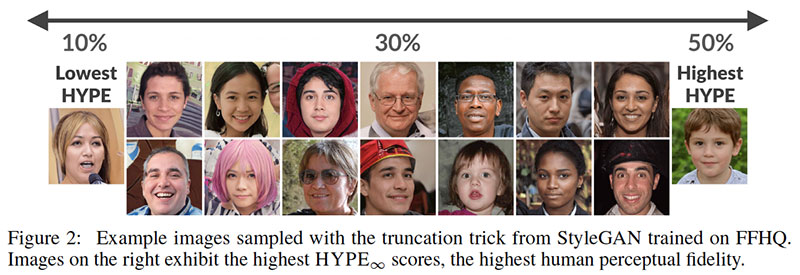 10% 30% 50%
Lowest Highest
HYPE HYPE
Figure 2: Example images sampled with the truncation trick from StyleGAN trained on FFHQ.
Images on the right exhibit the highest HYPE∞ scores, the highest human perceptual fidelity.